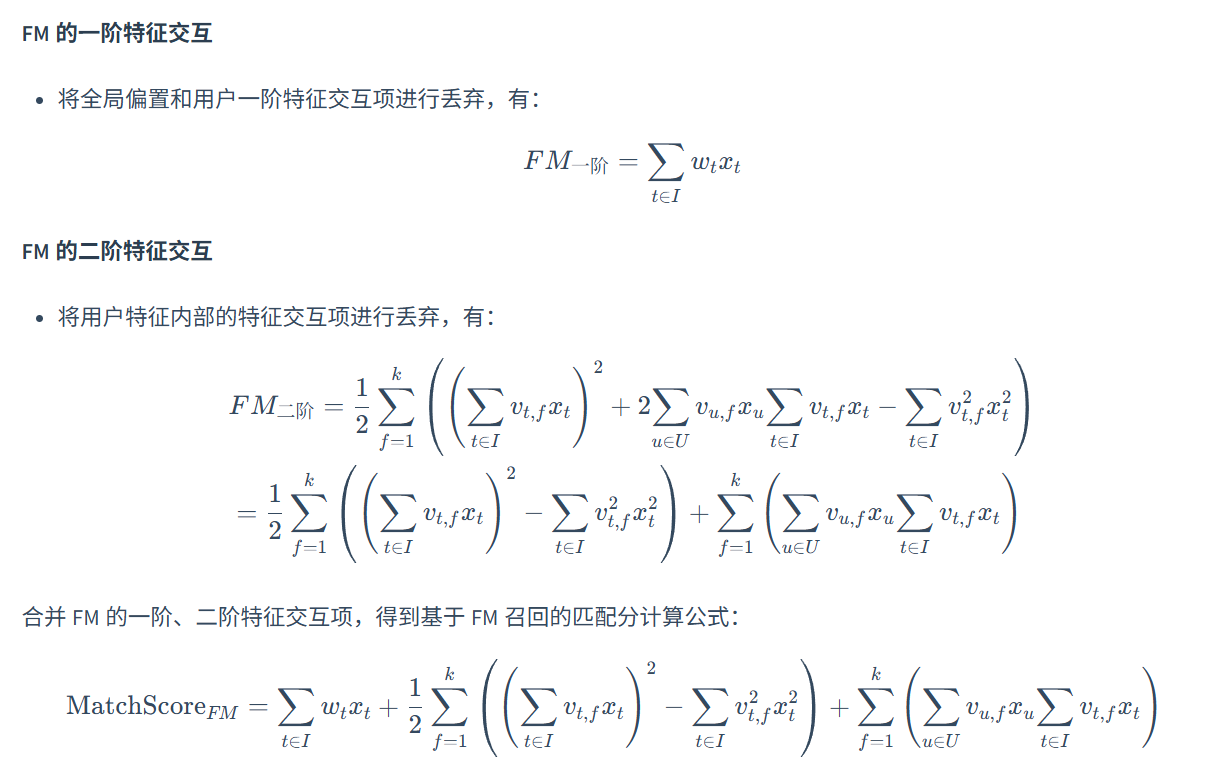 FM 的一阶特征交互
• 将全局偏置和用户一阶特征交互项进行丢弃，有：
$FM_{一阶} = \sum_{t \in I} w_t x_t$
FM 的二阶特征交互
• 将用户特征内部的特征交互项进行丢弃，有：
$FM_{二阶} = \frac{1}{2} \sum_{f=1}^{k} \left( \left( \sum_{t \in I} v_{t,f} x_t \right)^2 + 2 \sum_{u \in U} v_{u,f} x_u \sum_{t \in I} v_{t,f} x_t - \sum_{t \in I} v_{t,f}^2 x_t^2 \right)$
$= \frac{1}{2} \sum_{f=1}^{k} \left( \left( \sum_{t \in I} v_{t,f} x_t \right)^2 - \sum_{t \in I} v_{t,f}^2 x_t^2 \right) + \sum_{f=1}^{k} \left( \sum_{u \in U} v_{u,f} x_u \sum_{t \in I} v_{t,f} x_t \right)$
合并 FM 的一阶、二阶特征交互项，得到基于 FM 召回的匹配分计算公式：
$\text{MatchScore}_{FM} = \sum_{t \in I} w_t x_t + \frac{1}{2} \sum_{f=1}^{k} \left( \left( \sum_{t \in I} v_{t,f} x_t \right)^2 - \sum_{t \in I} v_{t,f}^2 x_t^2 \right) + \sum_{f=1}^{k} \left( \sum_{u \in U} v_{u,f} x_u \sum_{t \in I} v_{t,f} x_t \right)$